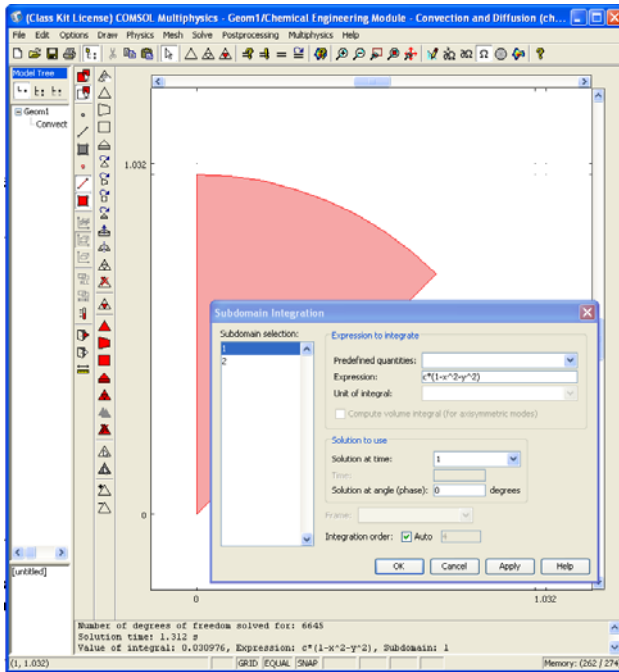 (Class Kit License) COMSOL Multiphysics - Geom1/Chemical Engineering Module - Convection and Diffusion (ch...
File Edit Options Draw Physics Mesh Solve Postprocessing Multiphysics Help
Model Tree
Geom1
Convect
1.032
Subdomain Integration
Subdomain selection:
1
2
Expression to integrate
Predefined quantities:
Expression: c*(1-x^2-y^2)
Unit of integral:
Compute volume integral (for axisymmetric modes)
Solution to use
Solution at time: 1
Time:
Solution at angle (phase): 0 degrees
Frame:
Integration order: Auto 4
OK Cancel Apply Help
0
[untitled]
0 1.032
Number of degrees of freedom solved for: 6645
Solution time: 1.312 s
Value of integral: 0.030976, Expression: c*(1-x^2-y^2), Subdomain: 1
(1, 1.032) GRID EQUAL SNAP Memory: (262 / 274